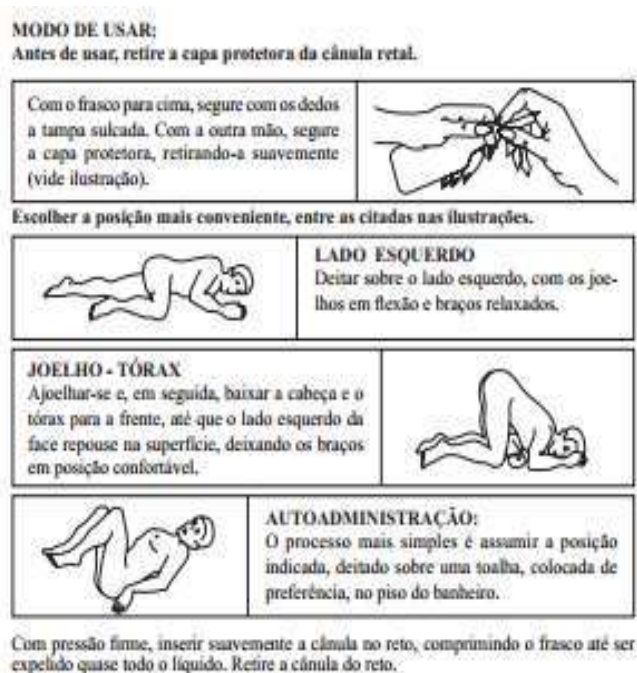 MODO DE USAR:
Antes de usar, retire a capa protetora da cânula retal.
Com o frasco para cima, segure com os dedos
a tampa sulcada. Com a outra mão, segure
a capa protetora, retirando-a suavemente
(vide ilustração).
Escolher a posição mais conveniente, entre as citadas nas ilustrações.
LADO ESQUERDO
Deitar sobre o lado esquerdo, com os joe-
lhos em flexão e braços relaxados.
JOELHO - TÓRAX
Ajoelhar-se e, em seguida, baixar a cabeça e o
tórax para a frente, até que o lado esquerdo da
face repouse na superfície, deixando os braços
em posição confortável.
AUTOADMINISTRAÇÃO:
O processo mais simples é assumir a posição
indicada, deitado sobre uma toalha, colocada de
preferência, no piso do banheiro.
Com pressão firme, inserir suavemente a cânula no reto, comprimindo o frasco até ser
expelido quase todo o líquido. Retire a cânula do reto.